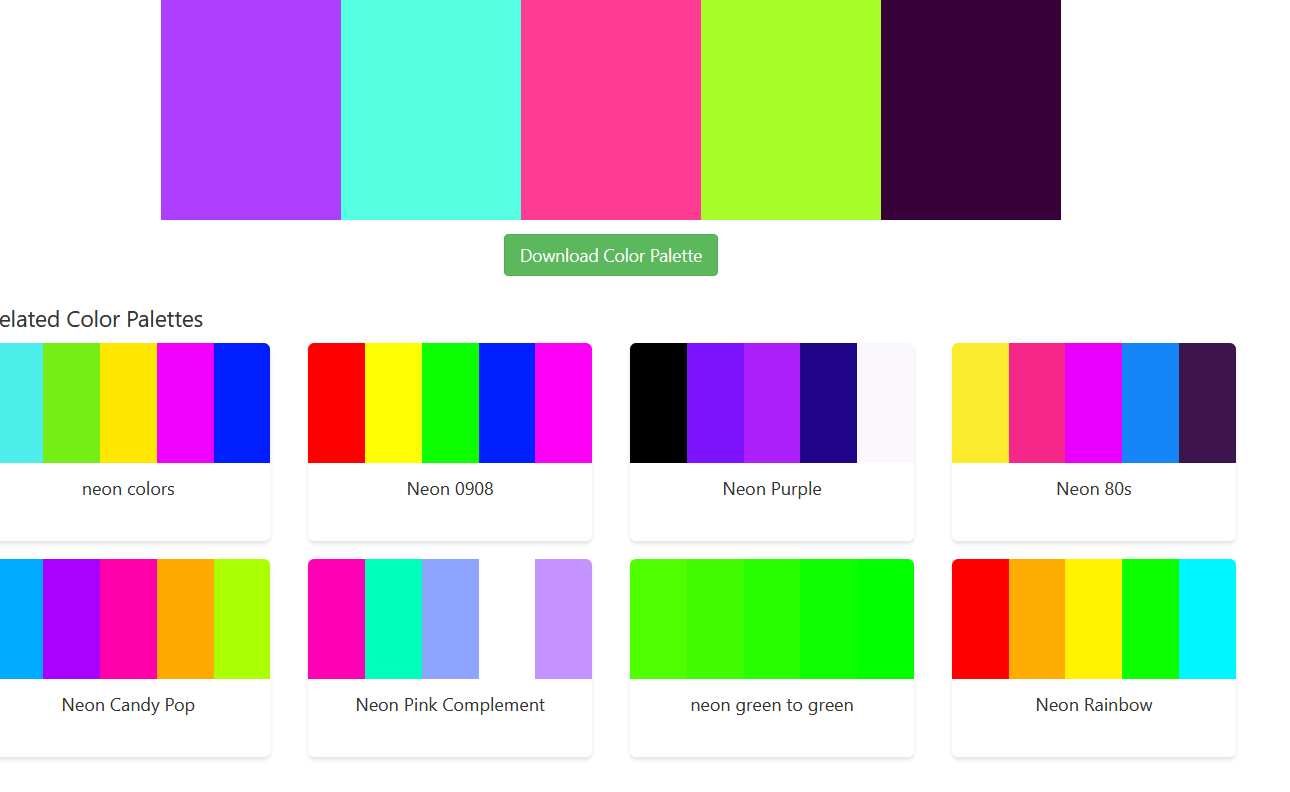 Download Color Palette
elated Color Palettes
neon colors
Neon 0908
Neon Purple
Neon 80s
Neon Candy Pop
Neon Pink Complement
neon green to green
Neon Rainbow